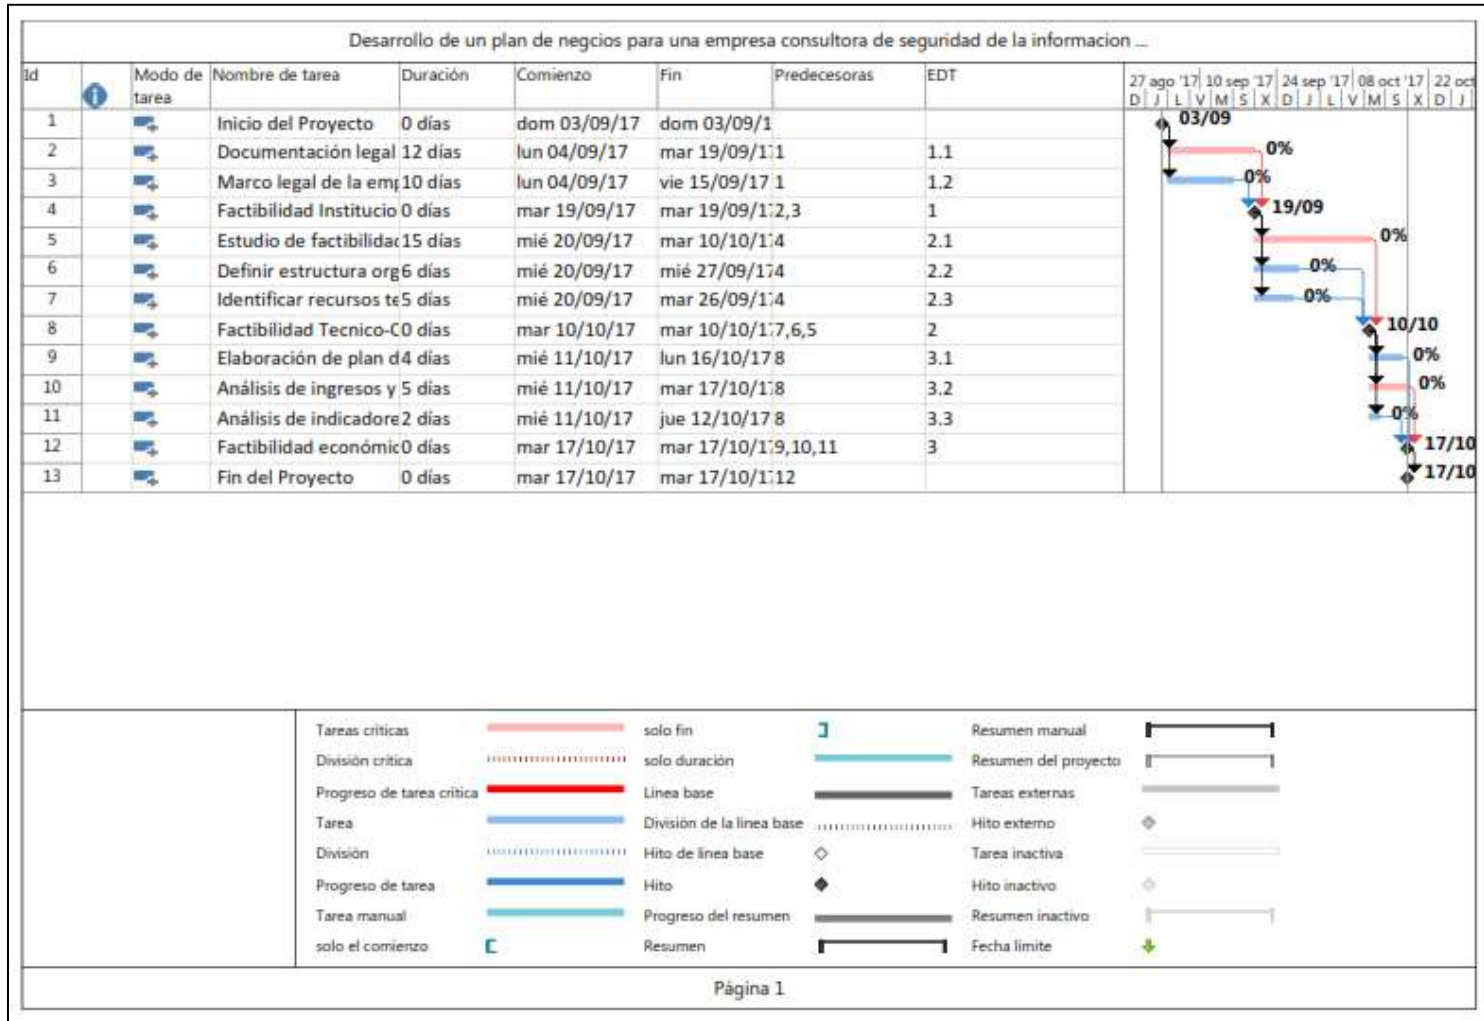 Desarrollo de un plan de negcios para una empresa consultora de seguridad de la informacion ...
Id Modo de tarea Nombre de tarea Duración Comienzo Fin Predecesoras EDT
27 ago '17 10 sep '17 24 sep '17 08 oct '17 22 oct
D J L V M S X D J L V M S X D J
1 Inicio del Proyecto 0 días dom 03/09/17 dom 03/09/1 03/09
2 Documentación legal 12 días lun 04/09/17 mar 19/09/1 1 1.1 0%
3 Marco legal de la emp 10 días lun 04/09/17 vie 15/09/17 1 1.2 0%
4 Factibilidad Institucio 0 días mar 19/09/17 mar 19/09/1 2,3 1 19/09
5 Estudio de factibilidad 15 días mié 20/09/17 mar 10/10/1 4 2.1 0%
6 Definir estructura org 6 días mié 20/09/17 mié 27/09/17 4 2.2 0%
7 Identificar recursos te 5 días mié 20/09/17 mar 26/09/1 4 2.3 0%
8 Factibilidad Tecnico-O 0 días mar 10/10/17 mar 10/10/1 7,6,5 2 10/10
9 Elaboración de plan d 4 días mié 11/10/17 lun 16/10/17 8 3.1 0%
10 Análisis de ingresos y 5 días mié 11/10/17 mar 17/10/1 8 3.2 0%
11 Análisis de indicadore 2 días mié 11/10/17 jue 12/10/17 8 3.3 0%
12 Factibilidad económic 0 días mar 17/10/17 mar 17/10/1 9,10,11 3 17/10
13 Fin del Proyecto 0 días mar 17/10/17 mar 17/10/1 12 17/10
Tareas críticas solo fin Resumen manual
División crítica solo duración Resumen del proyecto
Progreso de tarea crítica Línea base Tareas externas
Tarea División de la línea base Hito externo
División Hito de línea base Tarea inactiva
Progreso de tarea Hito Hito inactivo
Tarea manual Progreso del resumen Resumen inactivo
solo el comienzo Resumen Fecha límite
Página 1